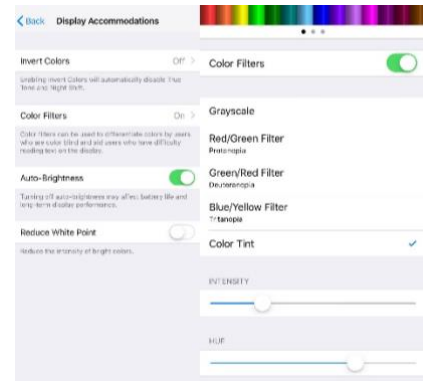 Back
Display Accommodations
Invert Colors
Off
Enabling Invert Colors will automatically disable True
Tone and Night Shift.
Color Filters
On
Color filters can be used to differentiate colors by users
who are color blind and aid users who have difficulty
reading text on the display.
Auto-Brightness
Turning off auto-brightness may affect battery life and
long-term display performance.
Reduce White Point
Reduce the intensity of bright colors.
Color Filters
Grayscale
Red/Green Filter
Protanopia
Green/Red Filter
Deuteranopia
Blue/Yellow Filter
Tritanopia
Color Tint
INTENSITY
HUE